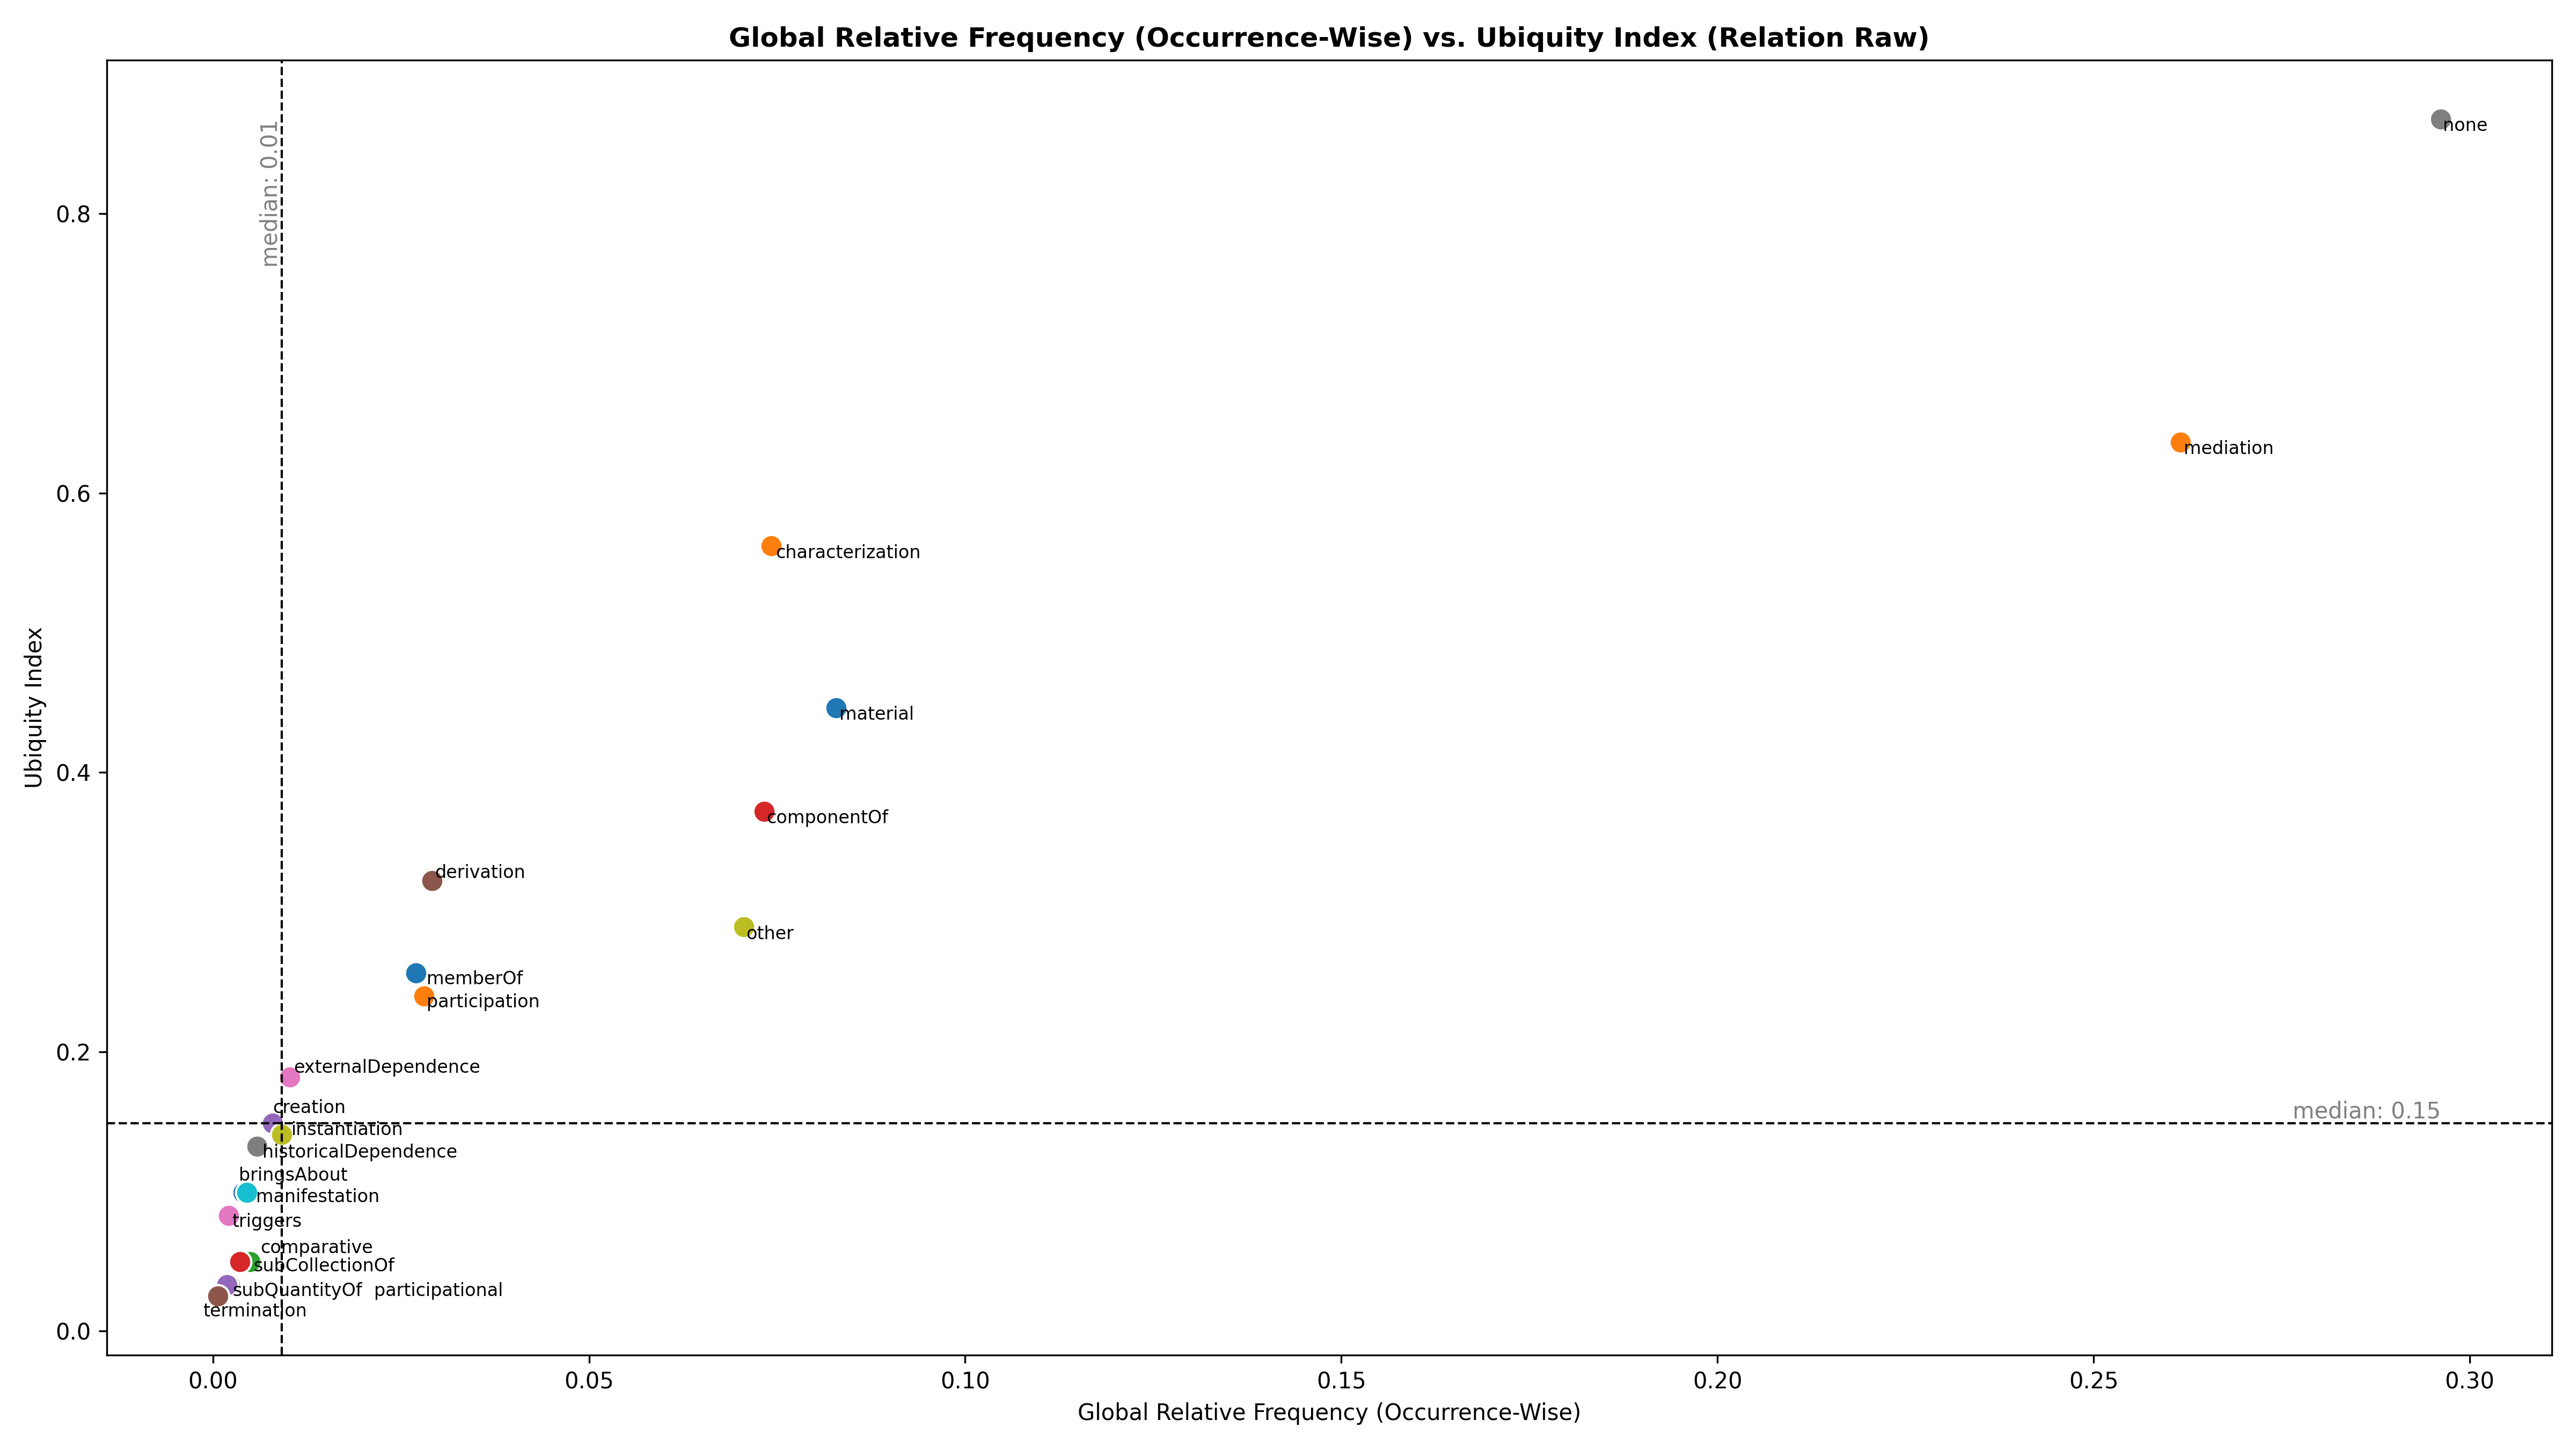 Global Relative Frequency (Occurrence-Wise) vs. Ubiquity Index (Relation Raw)
median: 0.01
none
0.8
mediation
0.6
characterization
material
Ubiquity Index
0.4
componentOf
derivation
other
memberOf
participation
0.2
externalDependence
creation
median: 0.15
instantiation
historicalDependence
bringsAbout
manifestation
triggers
comparative
subCollectionOf
subQuantityOf participational
termination
0.0
0.00 0.05 0.10 0.15 0.20 0.25 0.30
Global Relative Frequency (Occurrence-Wise)